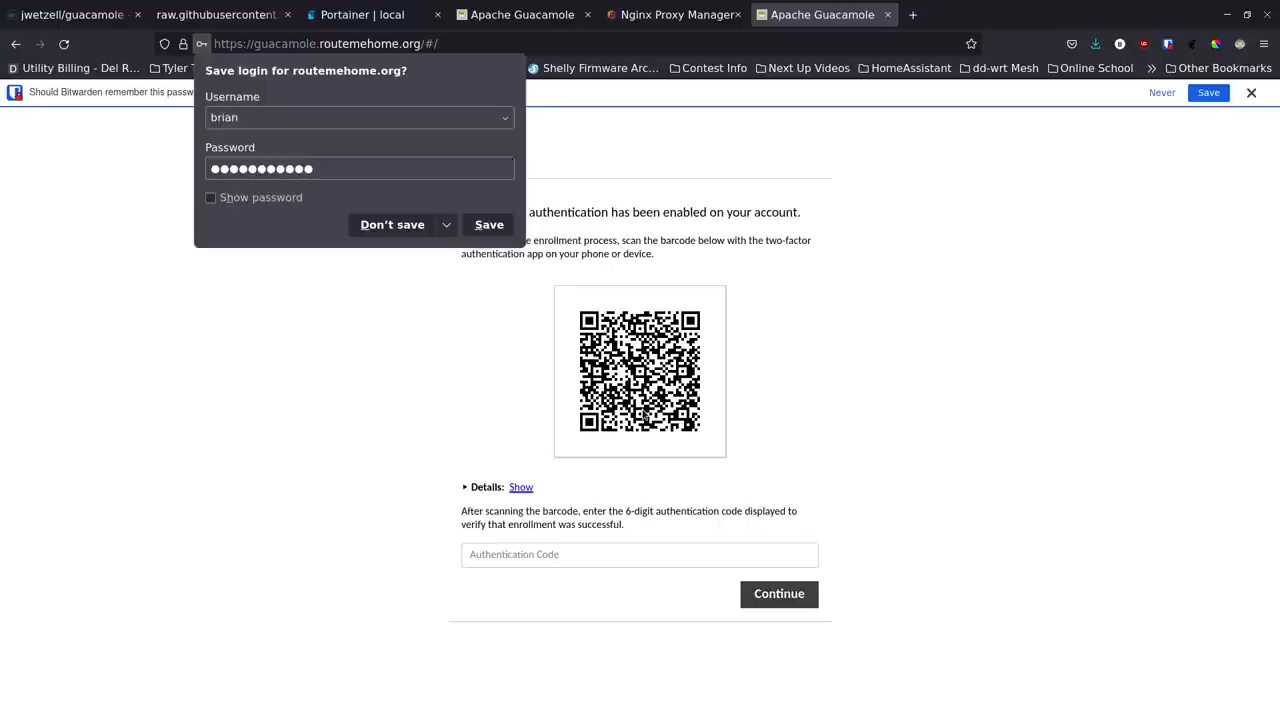 jwetzell/guacamole -
raw.githubusercontent.
Portainer | local
Apache Guacamole
Nginx Proxy Manager
Apache Guacamole
https://guacamole.routemehome.org/#/
Utility Billing - Del R...
Tyler T
Shelly Firmware Arc...
Contest Info
Next Up Videos
HomeAssistant
dd-wrt Mesh
Online School
Other Bookmarks
Should Bitwarden remember this passw
Never
Save
Save login for routemehome.org?
Username
brian
Password
Show password
Don't save
Save
authentication has been enabled on your account.
e enrollment process, scan the barcode below with the two-factor
authentication app on your phone or device.
Details: Show
After scanning the barcode, enter the 6-digit authentication code displayed to
verify that enrollment was successful.
Authentication Code
Continue